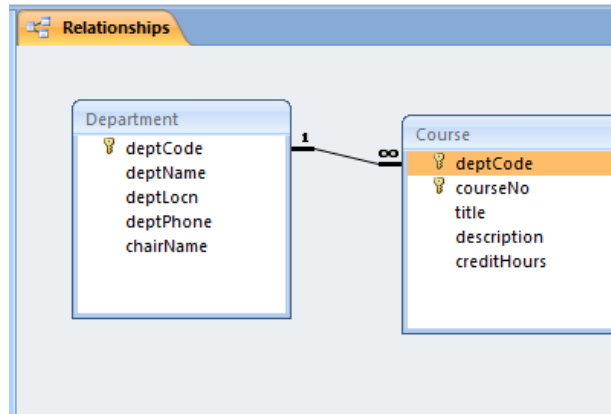 Relationships
Department
deptCode
deptName
deptLocn
deptPhone
chairName
1
∞
Course
deptCode
courseNo
title
description
creditHours